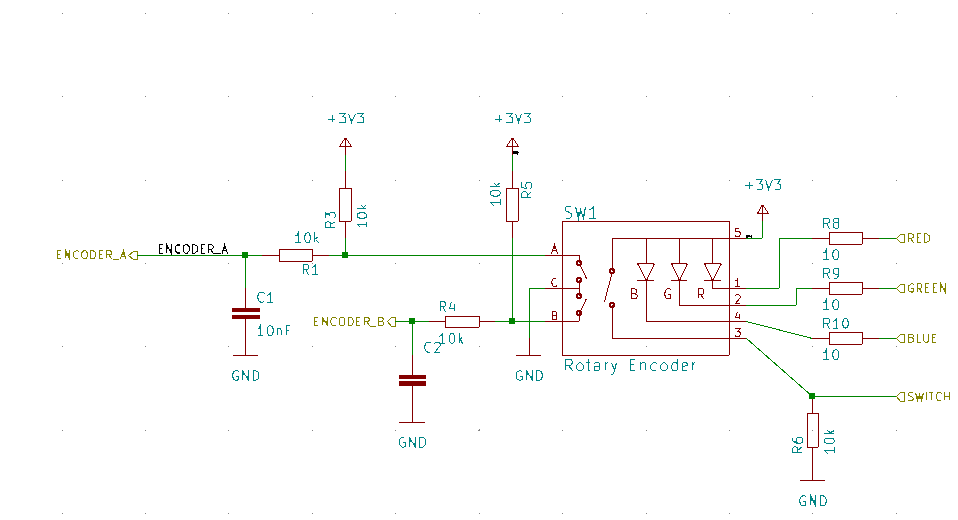 +3V3
+3V3
+3V3
10k
R5
R3
10k
SW1
R8
10k
ENCODER_A
ENCODER_A
A
5
RED
R1
10
R9
C
B
G
R
1
GREEN
C1
2
10
10nF
R4
ENCODER_B
B
4
R10
10k
3
BLUE
C2
10
GND
GND
Rotary Encoder
SWITCH
GND
R6
10k
GND